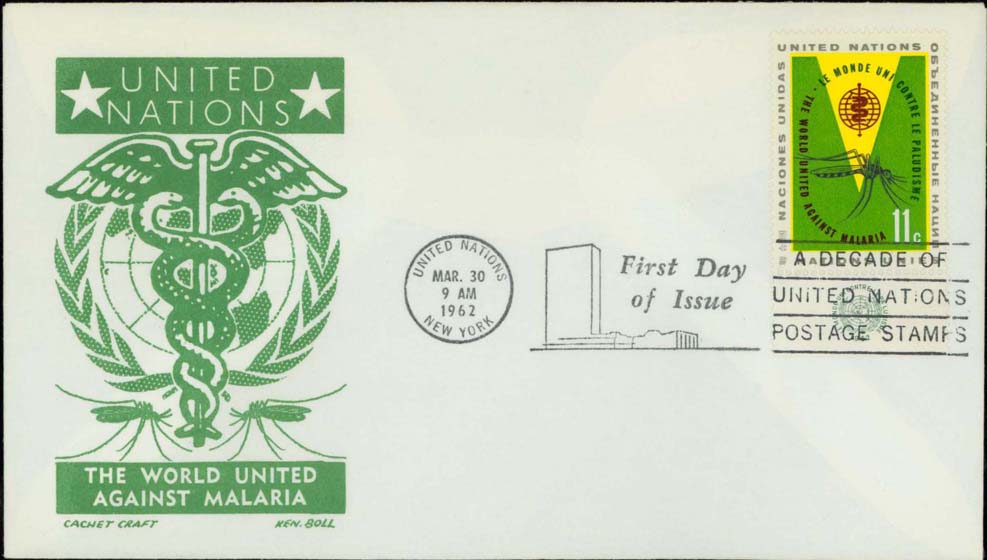 UNITED
NATIONS
THE WORLD UNITED
AGAINST MALARIA
CACHET CRAFT
KEN. BOLL
UNITED NATIONS
MAR. 30
9 AM
1962
NEW YORK
First Day
of Issue
UNITED NATIONS
ОБЪЕДИНЕННЫЕ НАЦИИ
NACIONES UNIDAS
LE MONDE UNI CONTRE LE PALUDISME
· THE WORLD UNITED AGAINST MALARIA
11c
A DECADE OF
UNITED NATIONS
POSTAGE STAMPS